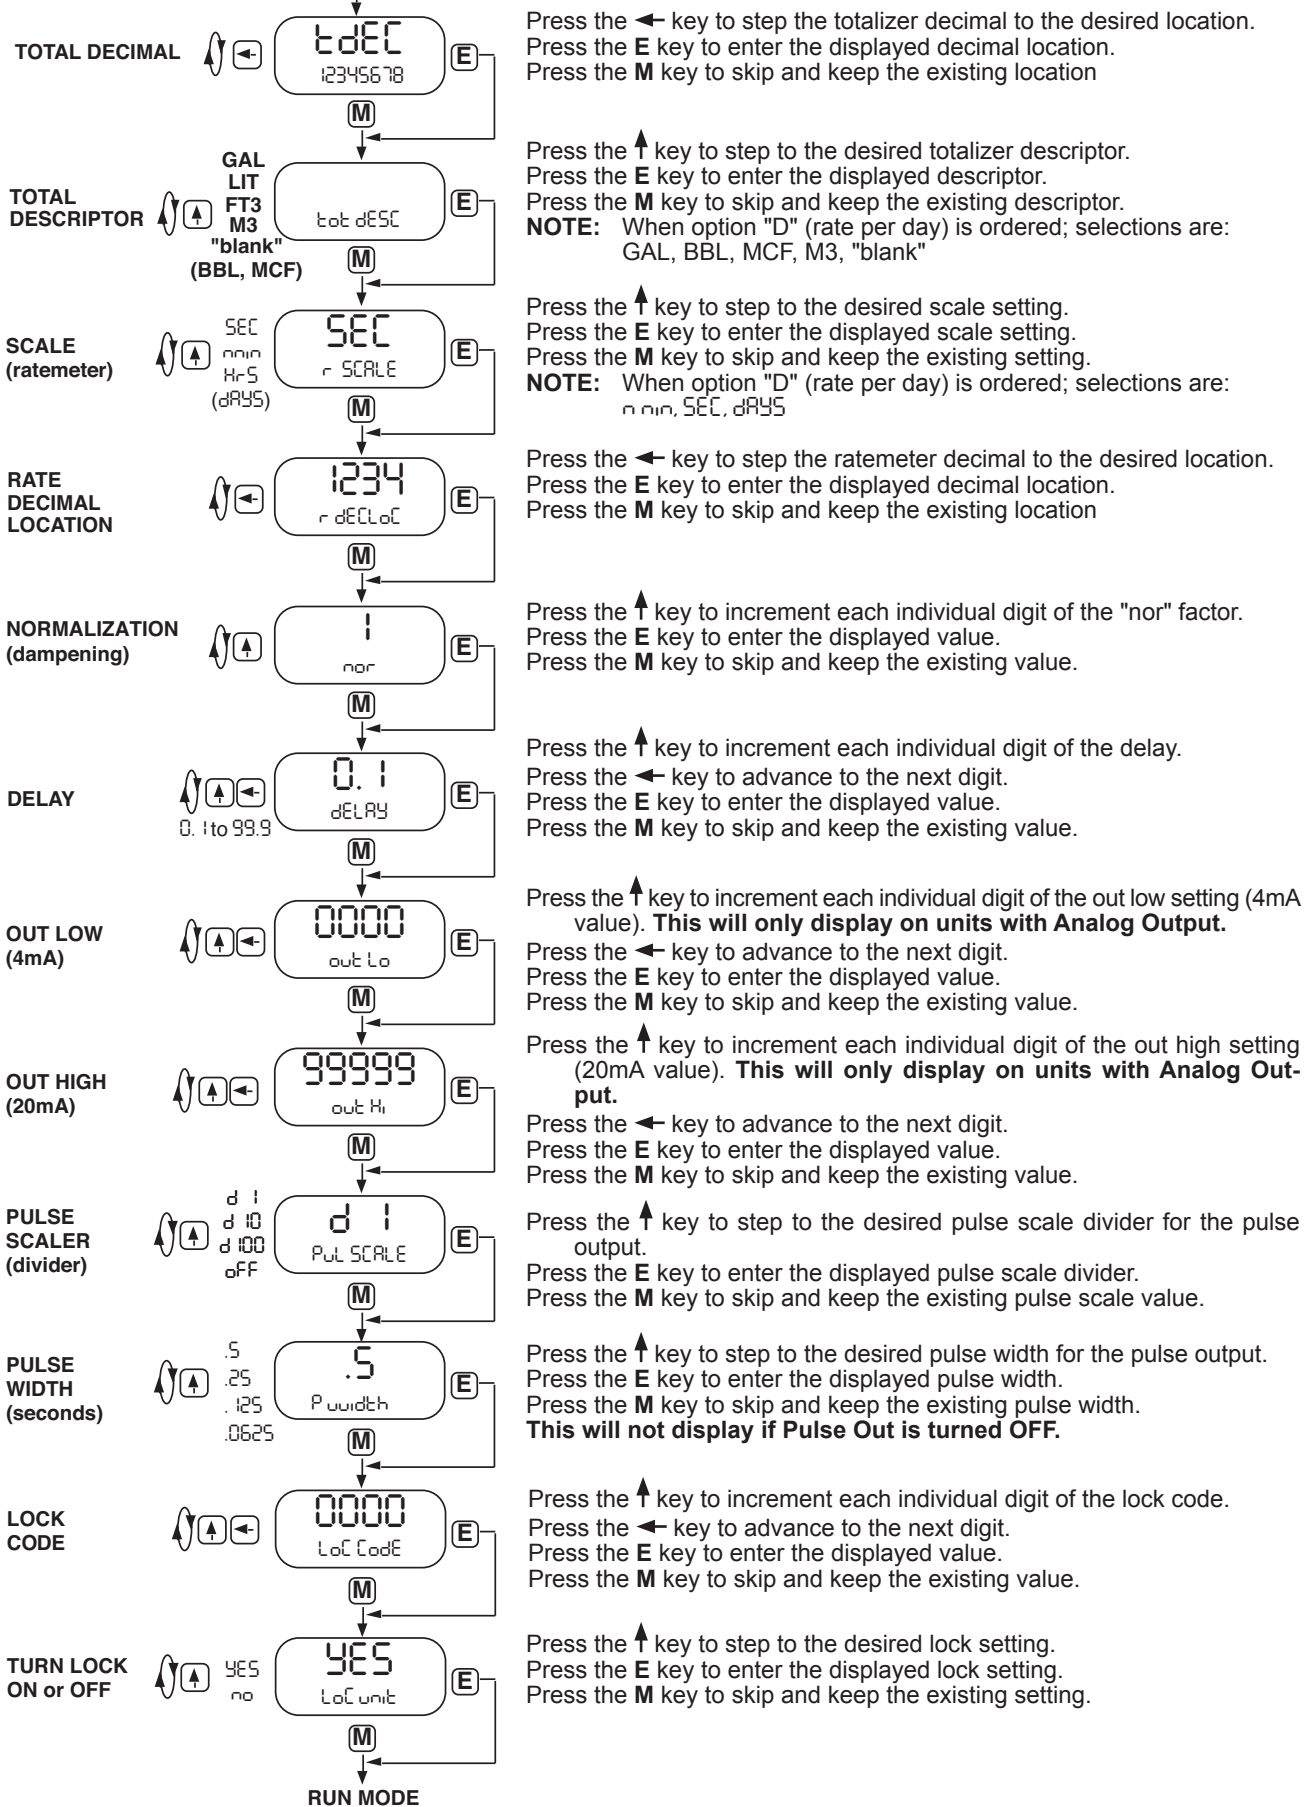 TOTAL DECIMAL
tdEC
12345678
E
M
Press the ← key to step the totalizer decimal to the desired location.
Press the E key to enter the displayed decimal location.
Press the M key to skip and keep the existing location
TOTAL
DESCRIPTOR
GAL
LIT
FT3
M3
"blank"
(BBL, MCF)
tot dESC
E
M
Press the ↑ key to step to the desired totalizer descriptor.
Press the E key to enter the displayed descriptor.
Press the M key to skip and keep the existing descriptor.
NOTE: When option "D" (rate per day) is ordered; selections are:
GAL, BBL, MCF, M3, "blank"
SCALE
(ratemeter)
SEC
min
HrS
(dAYS)
SEC
r SCALE
E
M
Press the ↑ key to step to the desired scale setting.
Press the E key to enter the displayed scale setting.
Press the M key to skip and keep the existing setting.
NOTE: When option "D" (rate per day) is ordered; selections are:
min, SEC, dAYS
RATE
DECIMAL
LOCATION
1234
r dECLoC
E
M
Press the ← key to step the ratemeter decimal to the desired location.
Press the E key to enter the displayed decimal location.
Press the M key to skip and keep the existing location
NORMALIZATION
(dampening)
1
nor
E
M
Press the ↑ key to increment each individual digit of the "nor" factor.
Press the E key to enter the displayed value.
Press the M key to skip and keep the existing value.
DELAY
0.1 to 99.9
0.1
dELAY
E
M
Press the ↑ key to increment each individual digit of the delay.
Press the ← key to advance to the next digit.
Press the E key to enter the displayed value.
Press the M key to skip and keep the existing value.
OUT LOW
(4mA)
0000
out Lo
E
M
Press the ↑ key to increment each individual digit of the out low setting (4mA
value). This will only display on units with Analog Output.
Press the ← key to advance to the next digit.
Press the E key to enter the displayed value.
Press the M key to skip and keep the existing value.
OUT HIGH
(20mA)
99999
out Hi
E
M
Press the ↑ key to increment each individual digit of the out high setting
(20mA value). This will only display on units with Analog Out-
put.
Press the ← key to advance to the next digit.
Press the E key to enter the displayed value.
Press the M key to skip and keep the existing value.
PULSE
SCALER
(divider)
d 1
d 10
d 100
oFF
d 1
PuL SCALE
E
M
Press the ↑ key to step to the desired pulse scale divider for the pulse
output.
Press the E key to enter the displayed pulse scale divider.
Press the M key to skip and keep the existing pulse scale value.
PULSE
WIDTH
(seconds)
.5
.25
.125
.0625
.5
P width
E
M
Press the ↑ key to step to the desired pulse width for the pulse output.
Press the E key to enter the displayed pulse width.
Press the M key to skip and keep the existing pulse width.
This will not display if Pulse Out is turned OFF.
LOCK
CODE
0000
LoC CodE
E
M
Press the ↑ key to increment each individual digit of the lock code.
Press the ← key to advance to the next digit.
Press the E key to enter the displayed value.
Press the M key to skip and keep the existing value.
TURN LOCK
ON or OFF
YES
no
YES
LoC unit
E
M
Press the ↑ key to step to the desired lock setting.
Press the E key to enter the displayed lock setting.
Press the M key to skip and keep the existing setting.
RUN MODE